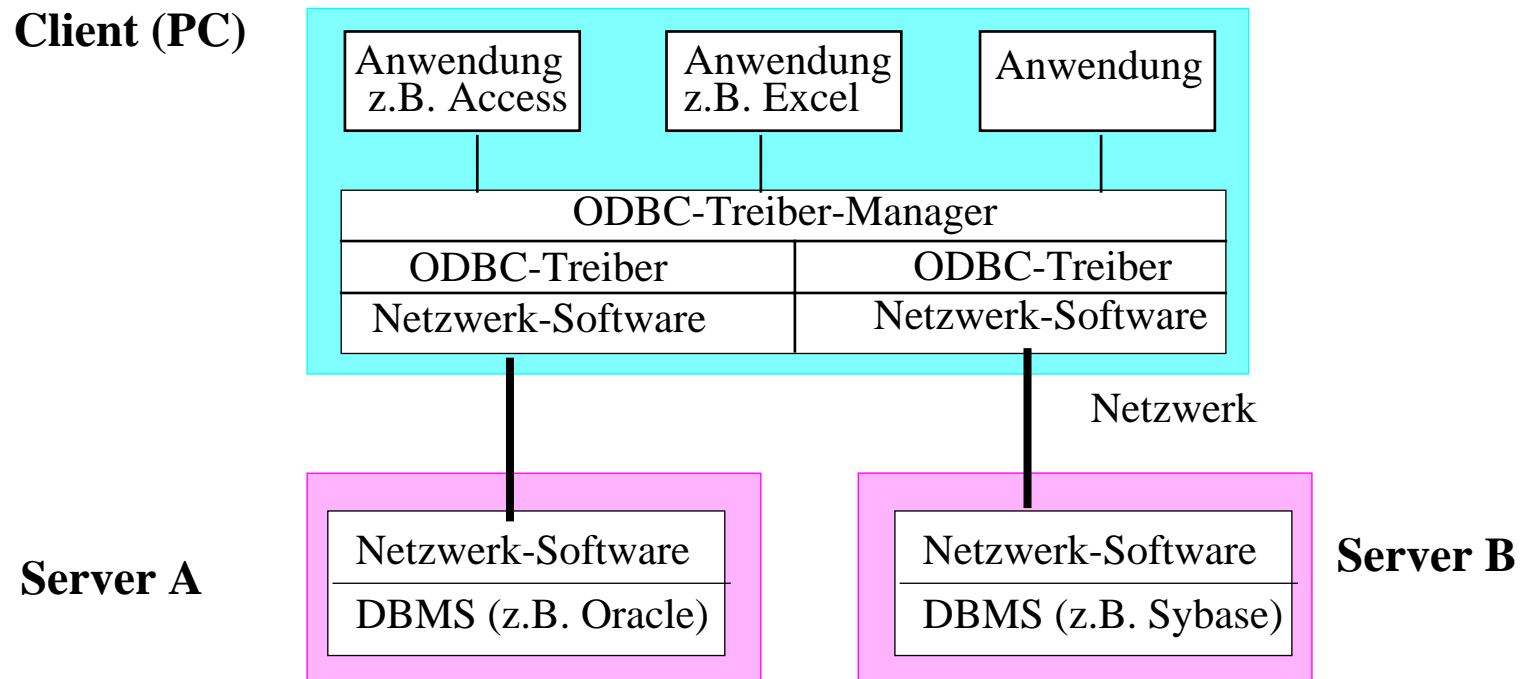 Client (PC)
Anwendung
z.B. Access
Anwendung
z.B. Excel
Anwendung
ODBC-Treiber-Manager
ODBC-Treiber
ODBC-Treiber
Netzwerk-Software
Netzwerk-Software
Netzwerk
Server A
Netzwerk-Software
DBMS (z.B. Oracle)
Netzwerk-Software
DBMS (z.B. Sybase)
Server B